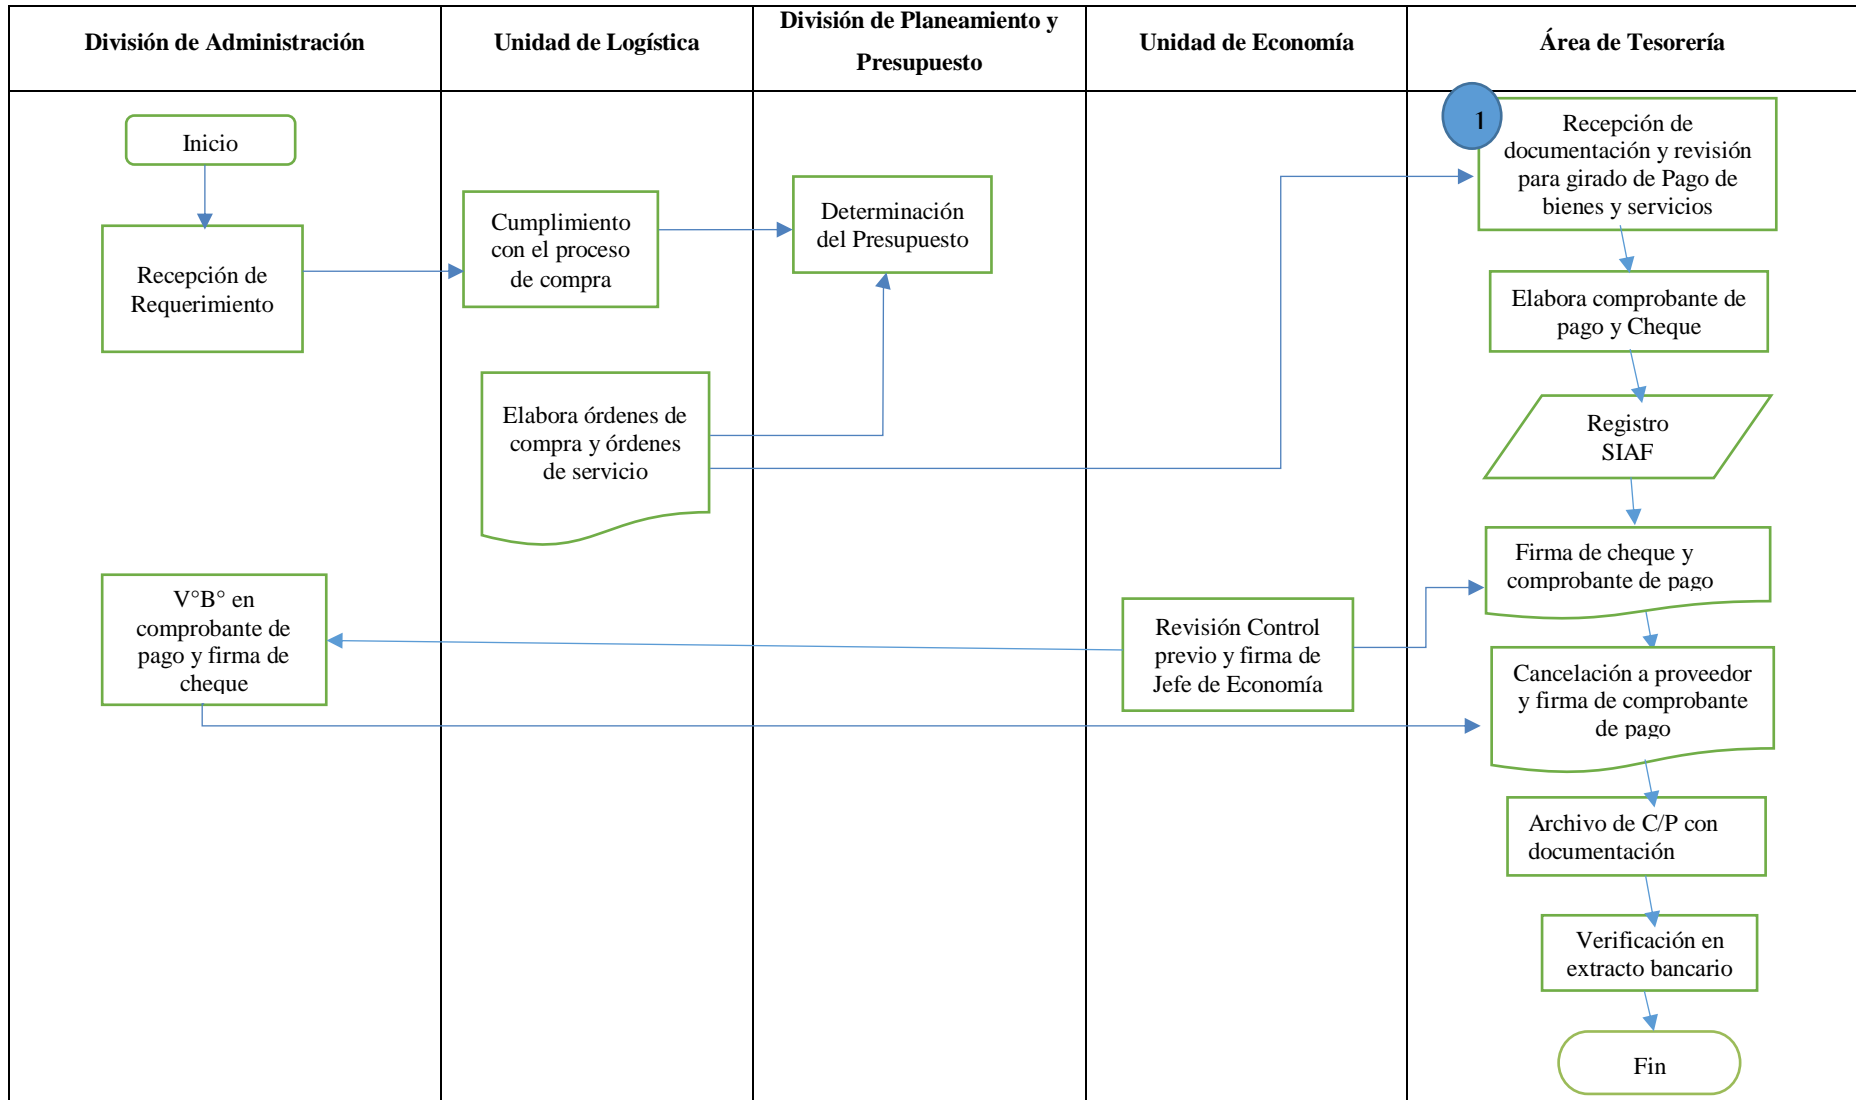 División de Administración
Unidad de Logística
División de Planeamiento y
Presupuesto
Unidad de Economía
Área de Tesorería
Inicio
Recepción de
Requerimiento
V°B° en
comprobante de
pago y firma de
cheque
Cumplimiento
con el proceso
de compra
Elabora órdenes de
compra y órdenes
de servicio
Determinación
del Presupuesto
Revisión Control
previo y firma de
Jefe de Economía
1
Recepción de
documentación y revisión
para girado de Pago de
bienes y servicios
Elabora comprobante de
pago y Cheque
Registro
SIAF
Firma de cheque y
comprobante de pago
Cancelación a proveedor
y firma de comprobante
de pago
Archivo de C/P con
documentación
Verificación en
extracto bancario
Fin